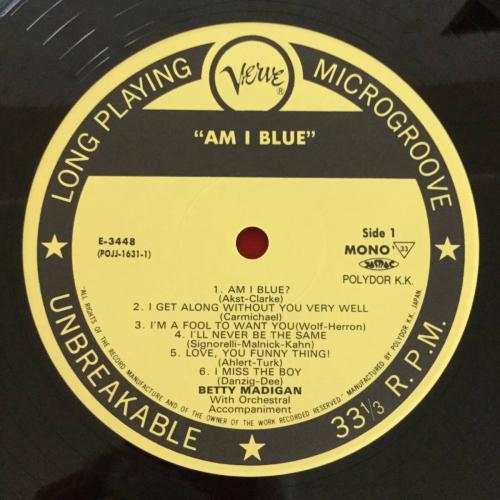 Verve
®
LONG PLAYING MICROGROOVE
"AM I BLUE"
E-3448
(POJJ-1631-1)
Side 1
MONO 33
JASRAC
POLYDOR K.K.
1. AM I BLUE?
(Akst-Clarke)
2. I GET ALONG WITHOUT YOU VERY WELL
(Carmichael)
3. I'M A FOOL TO WANT YOU(Wolf-Herron)
4. I'LL NEVER BE THE SAME
(Signorelli-Malnick-Kahn)
5. LOVE, YOU FUNNY THING!
(Ahlert-Turk)
6. I MISS THE BOY
(Danzig-Dee)
BETTY MADIGAN
With Orchestral
Accompaniment
"ALL RIGHTS OF THE RECORD MANUFACTURE AND OF THE OWNER OF THE WORK RECORDED RESERVED" MANUFACTURED BY POLYDOR K.K. JAPAN.
UNBREAKABLE 33 1/3 R.P.M.